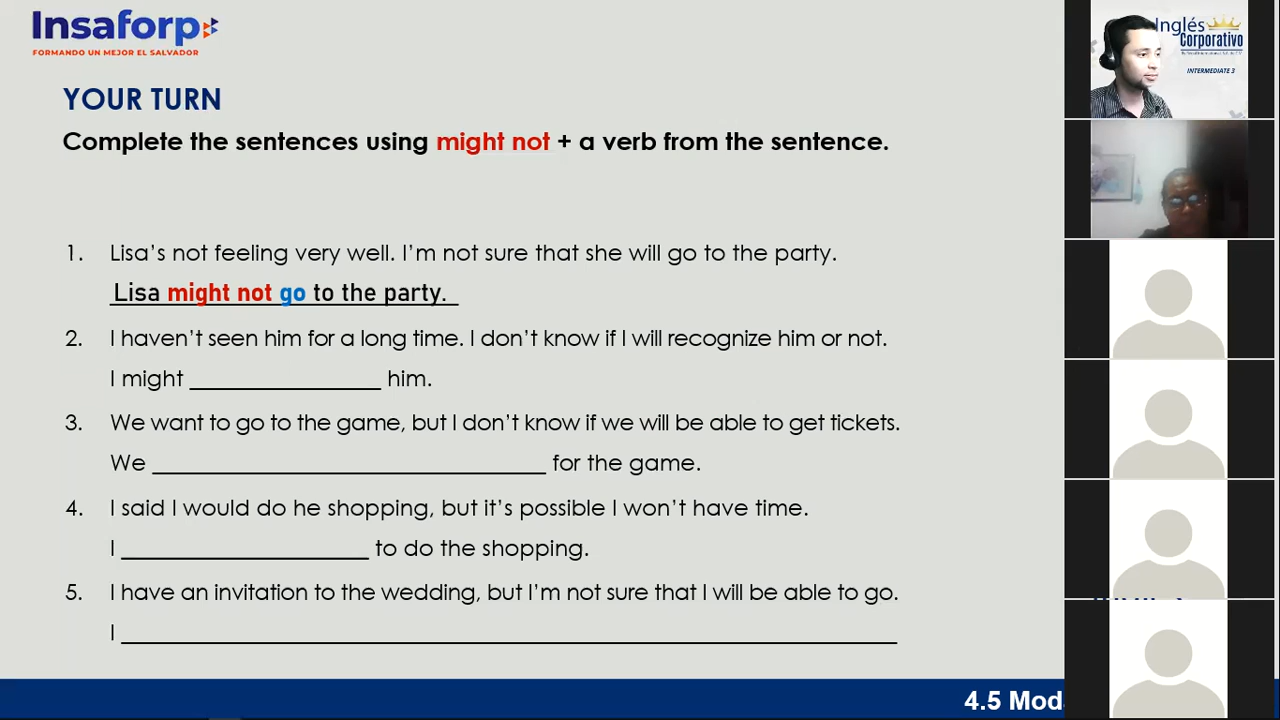 Insaforp
FORMANDO UN MEJOR EL SALVADOR
YOUR TURN
Complete the sentences using might not + a verb from the sentence.
1. Lisa's not feeling very well. I'm not sure that she will go to the party.
Lisa might not go to the party.
2. I haven't seen him for a long time. I don't know if I will recognize him or not.
I might ________________ him.
3. We want to go to the game, but I don't know if we will be able to get tickets.
We ________________________________ for the game.
4. I said I would do he shopping, but it's possible I won't have time.
I ____________________ to do the shopping.
5. I have an invitation to the wedding, but I'm not sure that I will be able to go.
I ________________________________________________________________
4.5 Mod
Inglés
Corporativo
INTERMEDIATE 3